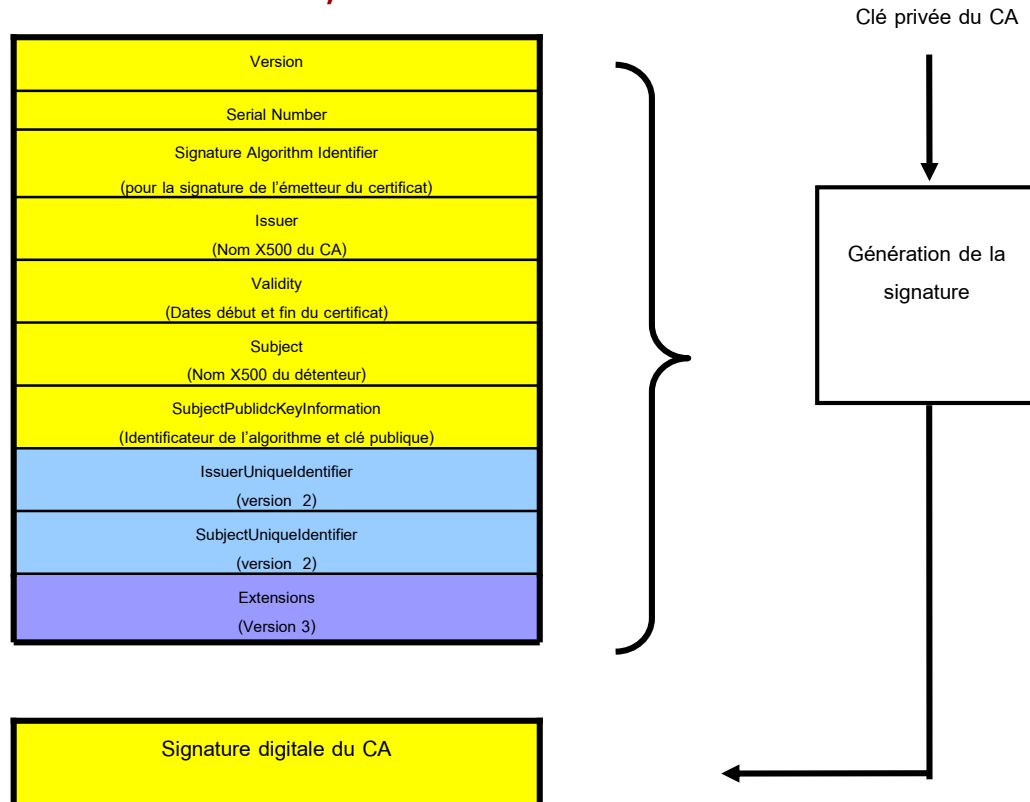 Clé privée du CA
Version
Serial Number
Signature Algorithm Identifier
(pour la signature de l'émetteur du certificat)
Issuer
(Nom X500 du CA)
Validity
(Dates début et fin du certificat)
Subject
(Nom X500 du détenteur)
SubjectPublidcKeyInformation
(Identificateur de l'algorithme et clé publique)
IssuerUniqueIdentifier
(version 2)
SubjectUniqueIdentifier
(version 2)
Extensions
(Version 3)
Génération de la
signature
Signature digitale du CA